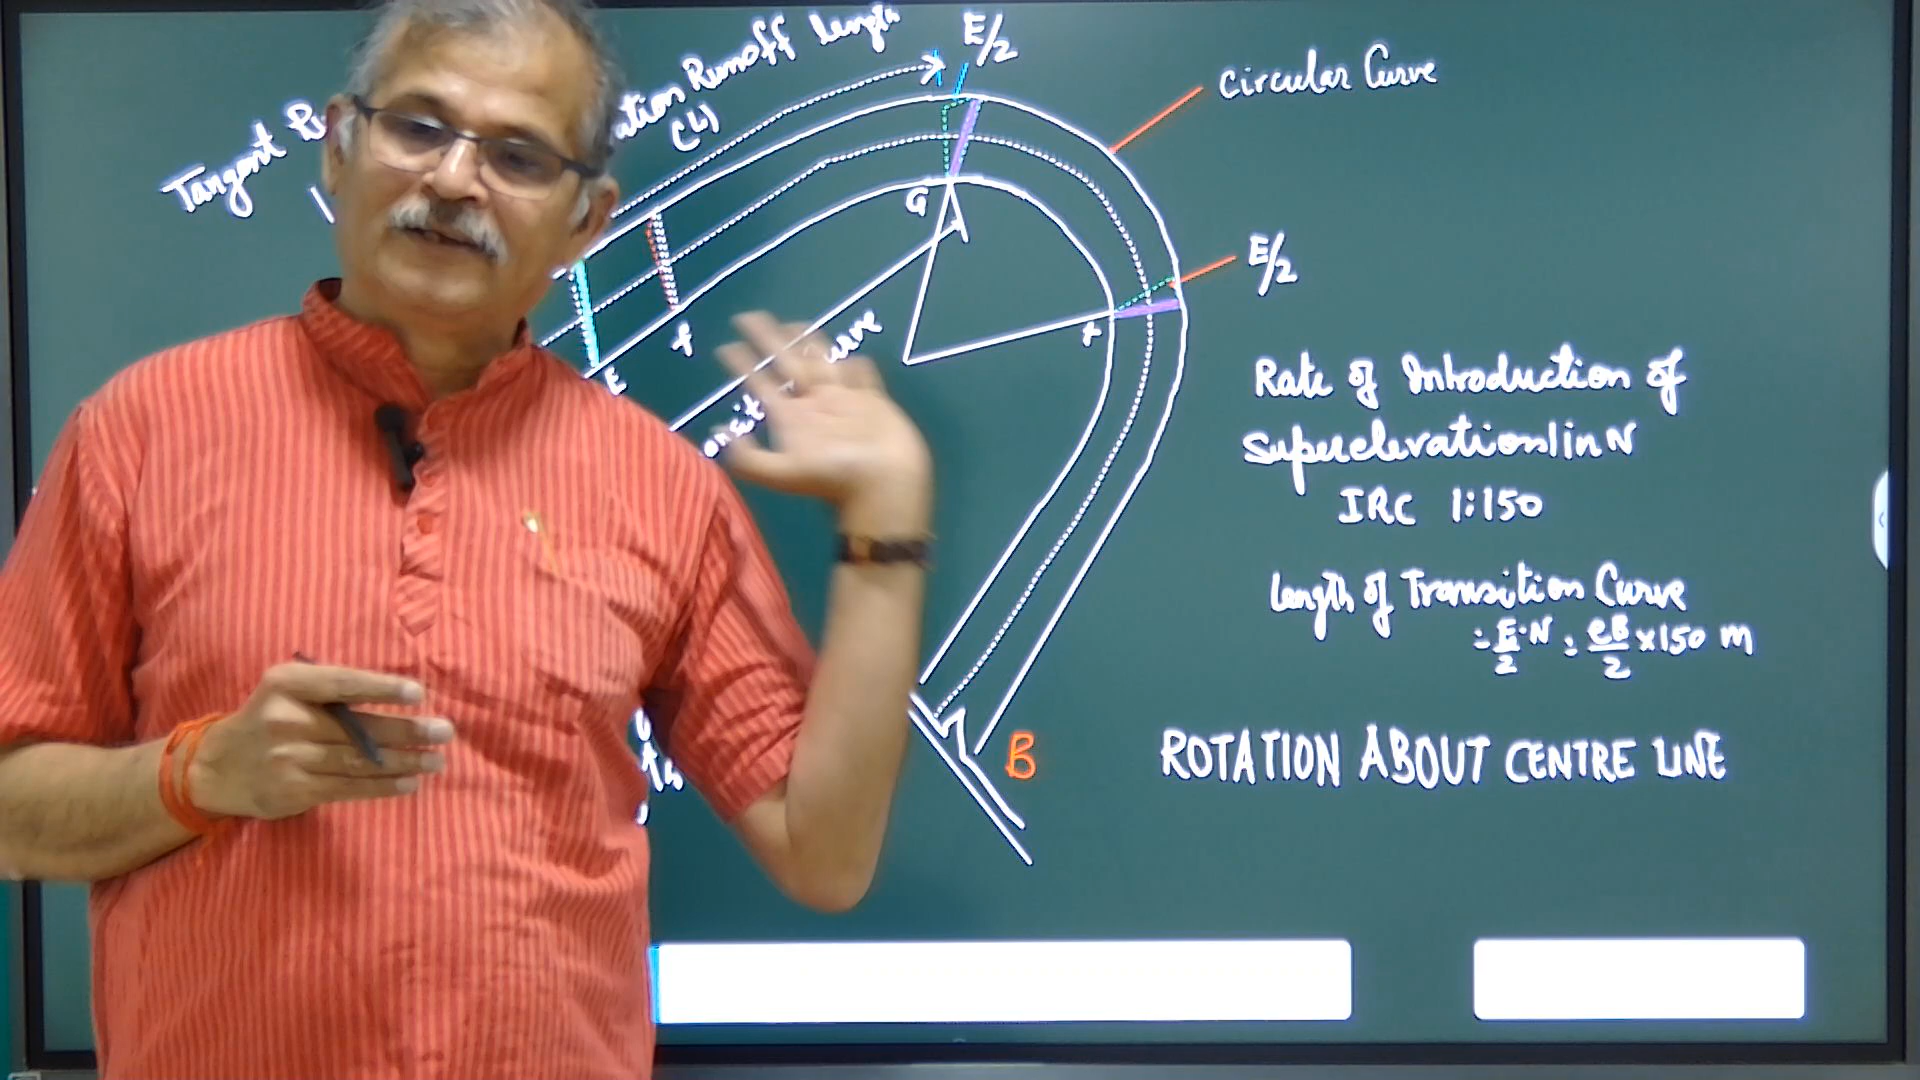 E/2
Runoff length
(L)
Tangent
Circular Curve
G
E/2
E
Rate of Introduction of
Superelevation 1 in N
IRC 1:150
Length of Transition Curve
= E/2 · N = eB/2 × 150 m
B
ROTATION ABOUT CENTRE LINE